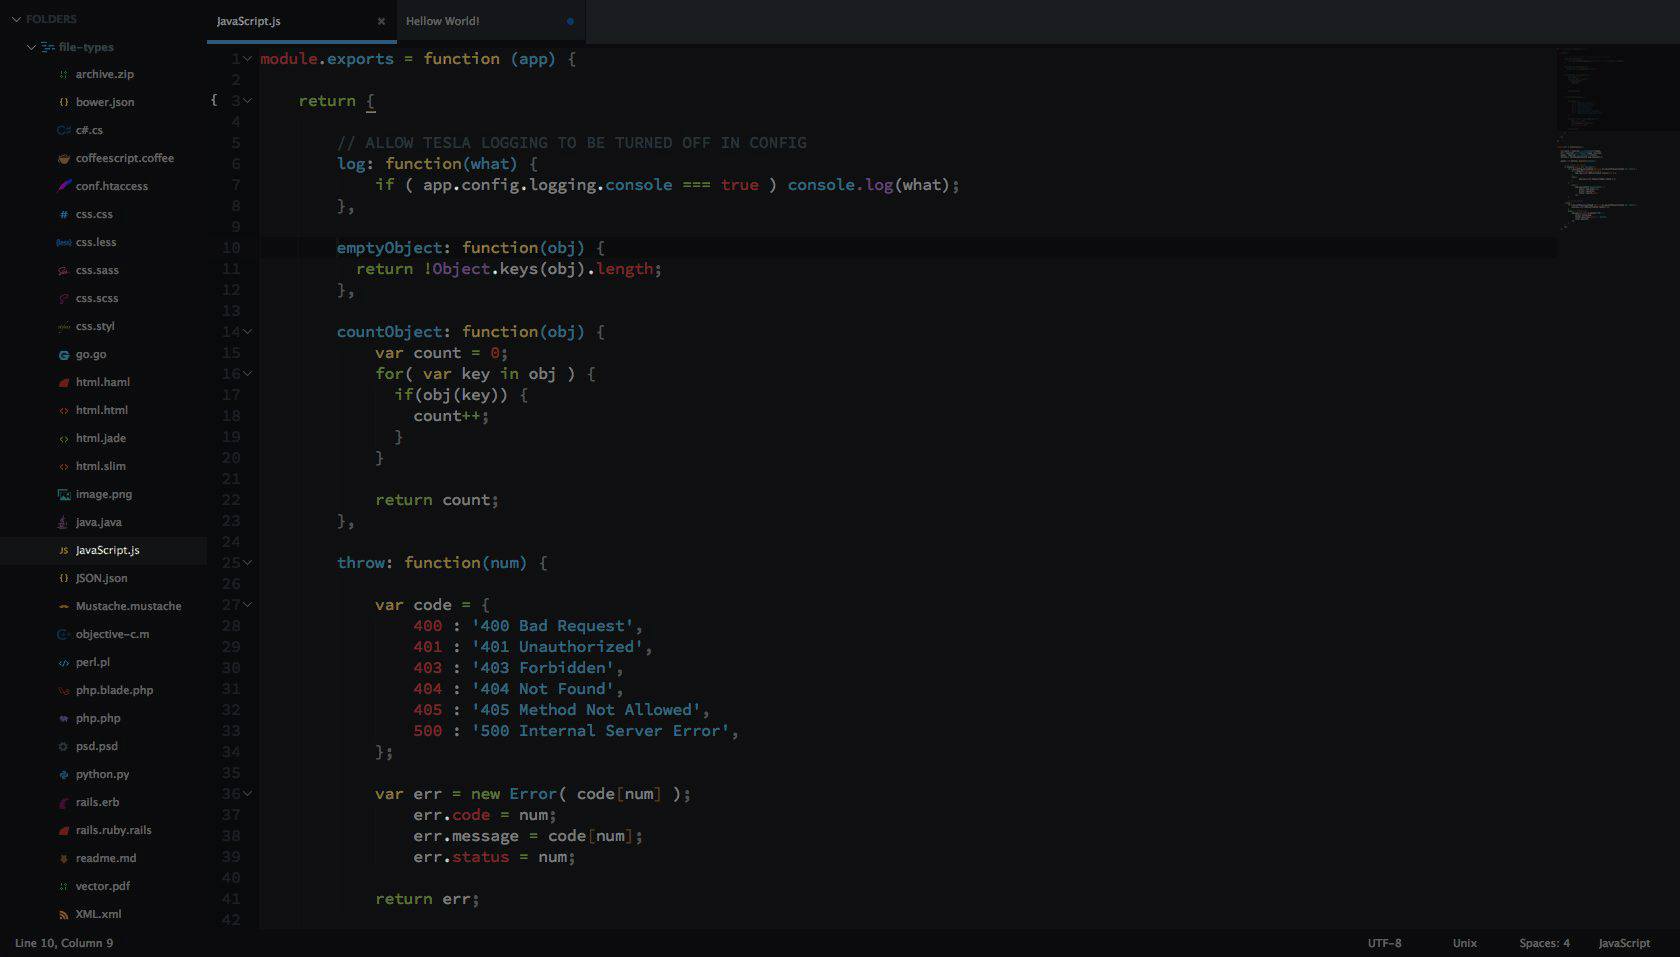 FOLDERS
file-types
archive.zip
bower.json
c#.cs
coffeescript.coffee
conf.htaccess
css.css
css.less
css.sass
css.scss
css.styl
go.go
html.haml
html.html
html.jade
html.slim
image.png
java.java
JavaScript.js
JSON.json
Mustache.mustache
objective-c.m
perl.pl
php.blade.php
php.php
psd.psd
python.py
rails.erb
rails.ruby.rails
readme.md
vector.pdf
XML.xml
JavaScript.js × Hellow World!
1 module.exports = function (app) {
2
{ 3 return {
4
5 // ALLOW TESLA LOGGING TO BE TURNED OFF IN CONFIG
6 log: function(what) {
7 if ( app.config.logging.console === true ) console.log(what);
8 },
9
10 emptyObject: function(obj) {
11 return !Object.keys(obj).length;
12 },
13
14 countObject: function(obj) {
15 var count = 0;
16 for( var key in obj ) {
17 if(obj(key)) {
18 count++;
19 }
20 }
21
22 return count;
23 },
24
25 throw: function(num) {
26
27 var code = {
28 400 : '400 Bad Request',
29 401 : '401 Unauthorized',
30 403 : '403 Forbidden',
31 404 : '404 Not Found',
32 405 : '405 Method Not Allowed',
33 500 : '500 Internal Server Error',
34 };
35
36 var err = new Error( code[num] );
37 err.code = num;
38 err.message = code[num];
39 err.status = num;
40
41 return err;
42
Line 10, Column 9 UTF-8 Unix Spaces: 4 JavaScript